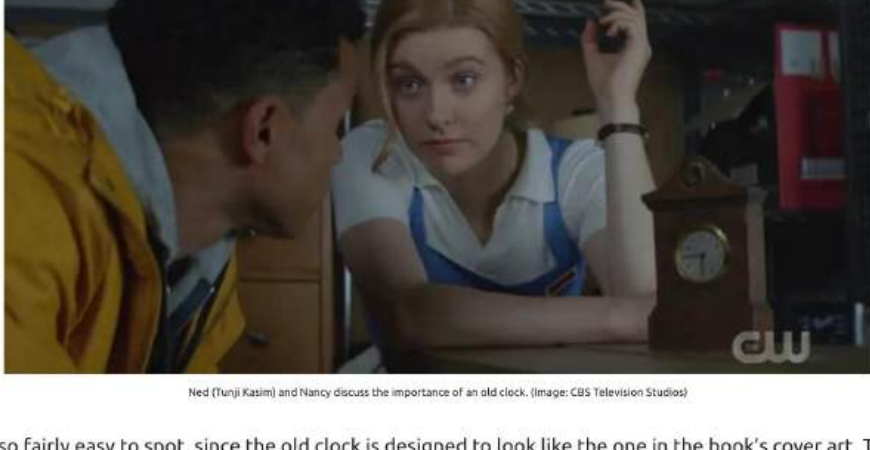 CW
Ned (Tunji Kasim) and Nancy discuss the importance of an old clock. (Image: CBS Television Studios)
so fairly easy to spot, since the old clock is designed to look like the one in the book's cover art. T